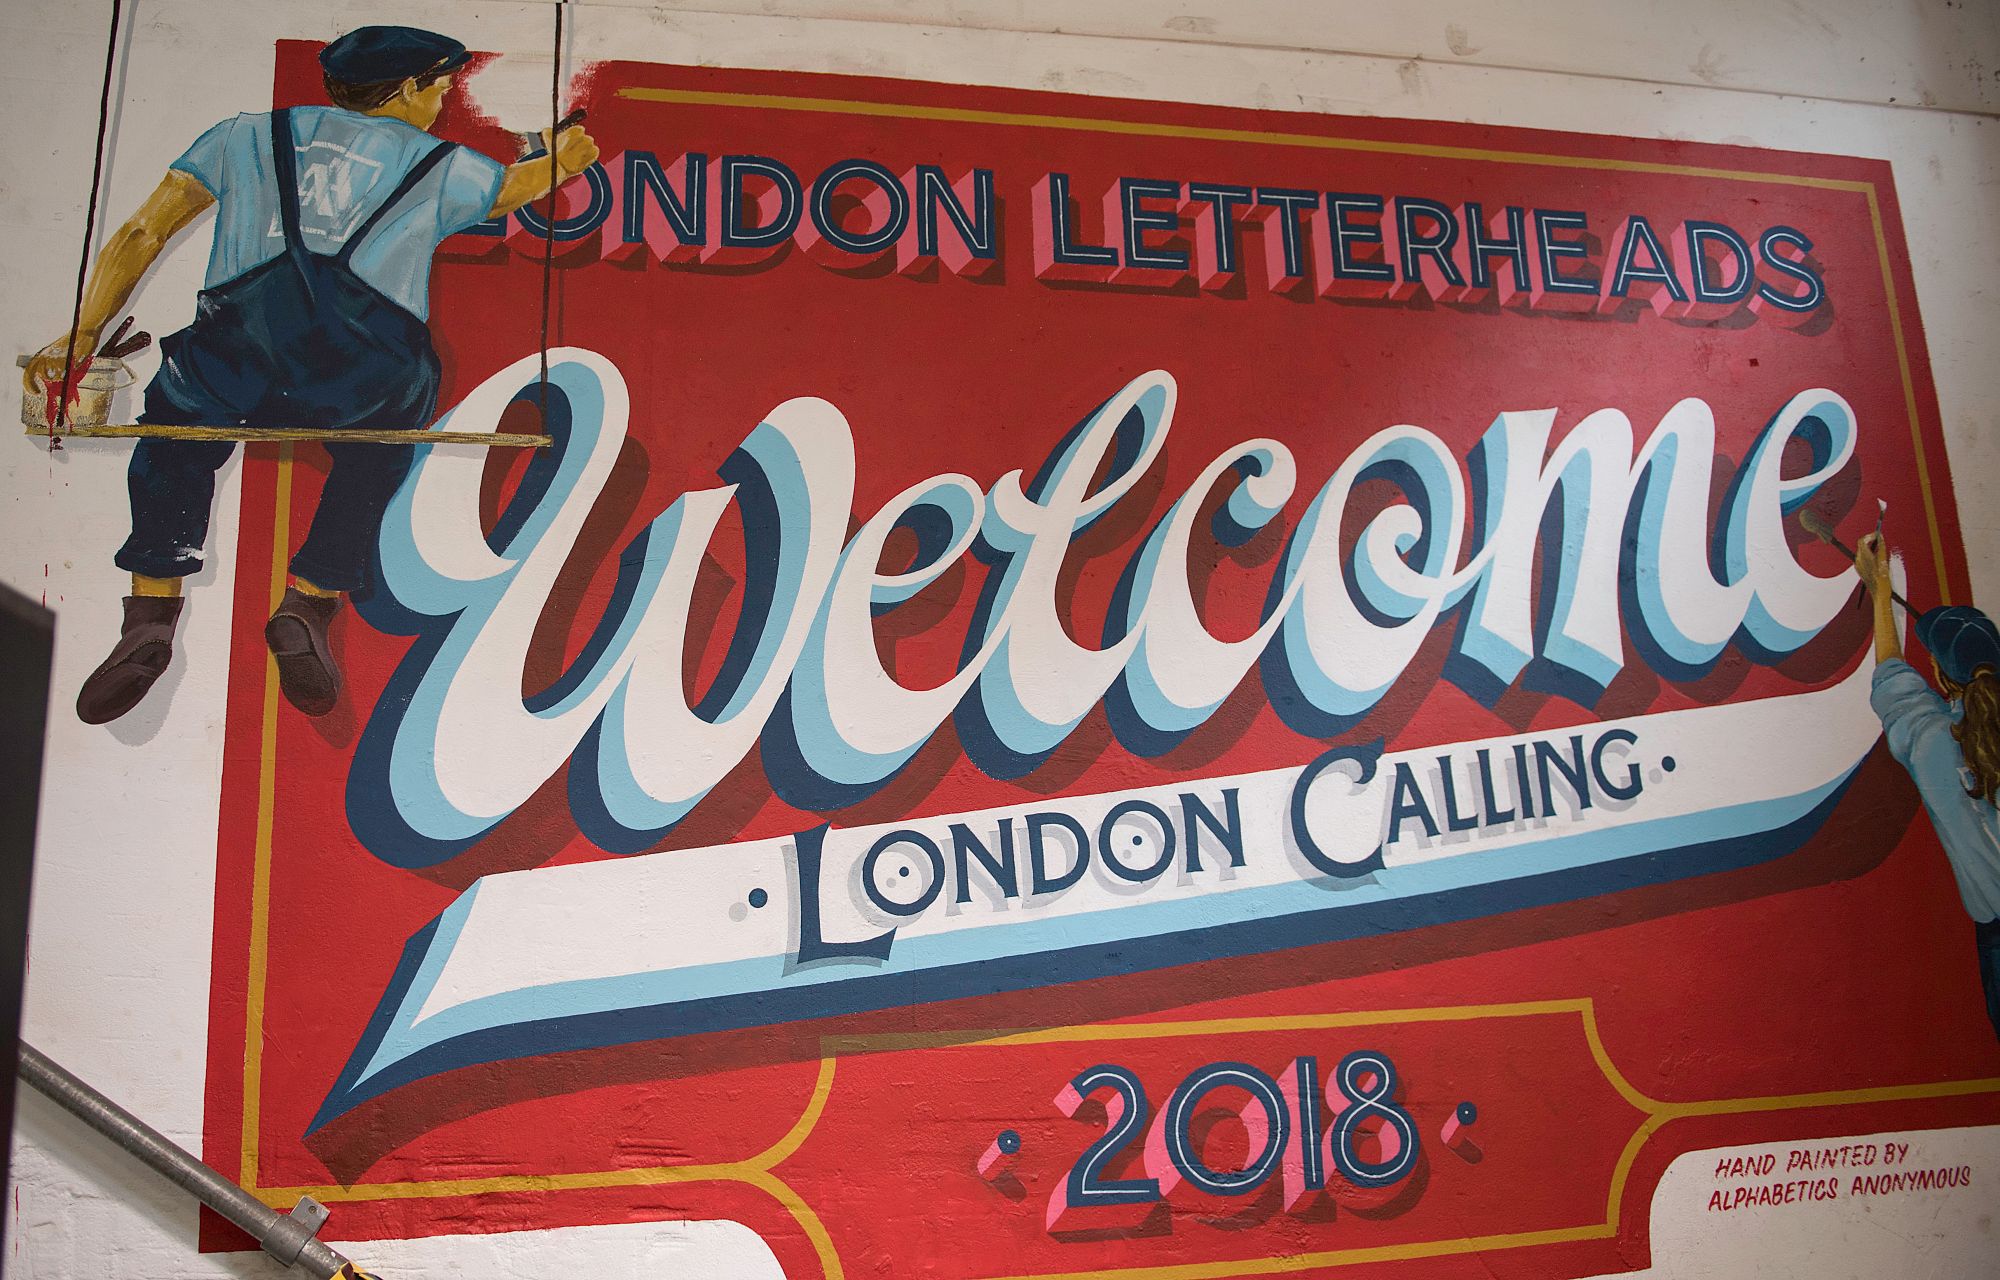 LONDON LETTERHEADS
Welcome
·LONDON CALLING·
·2018·
HAND PAINTED BY
ALPHABETICS ANONYMOUS